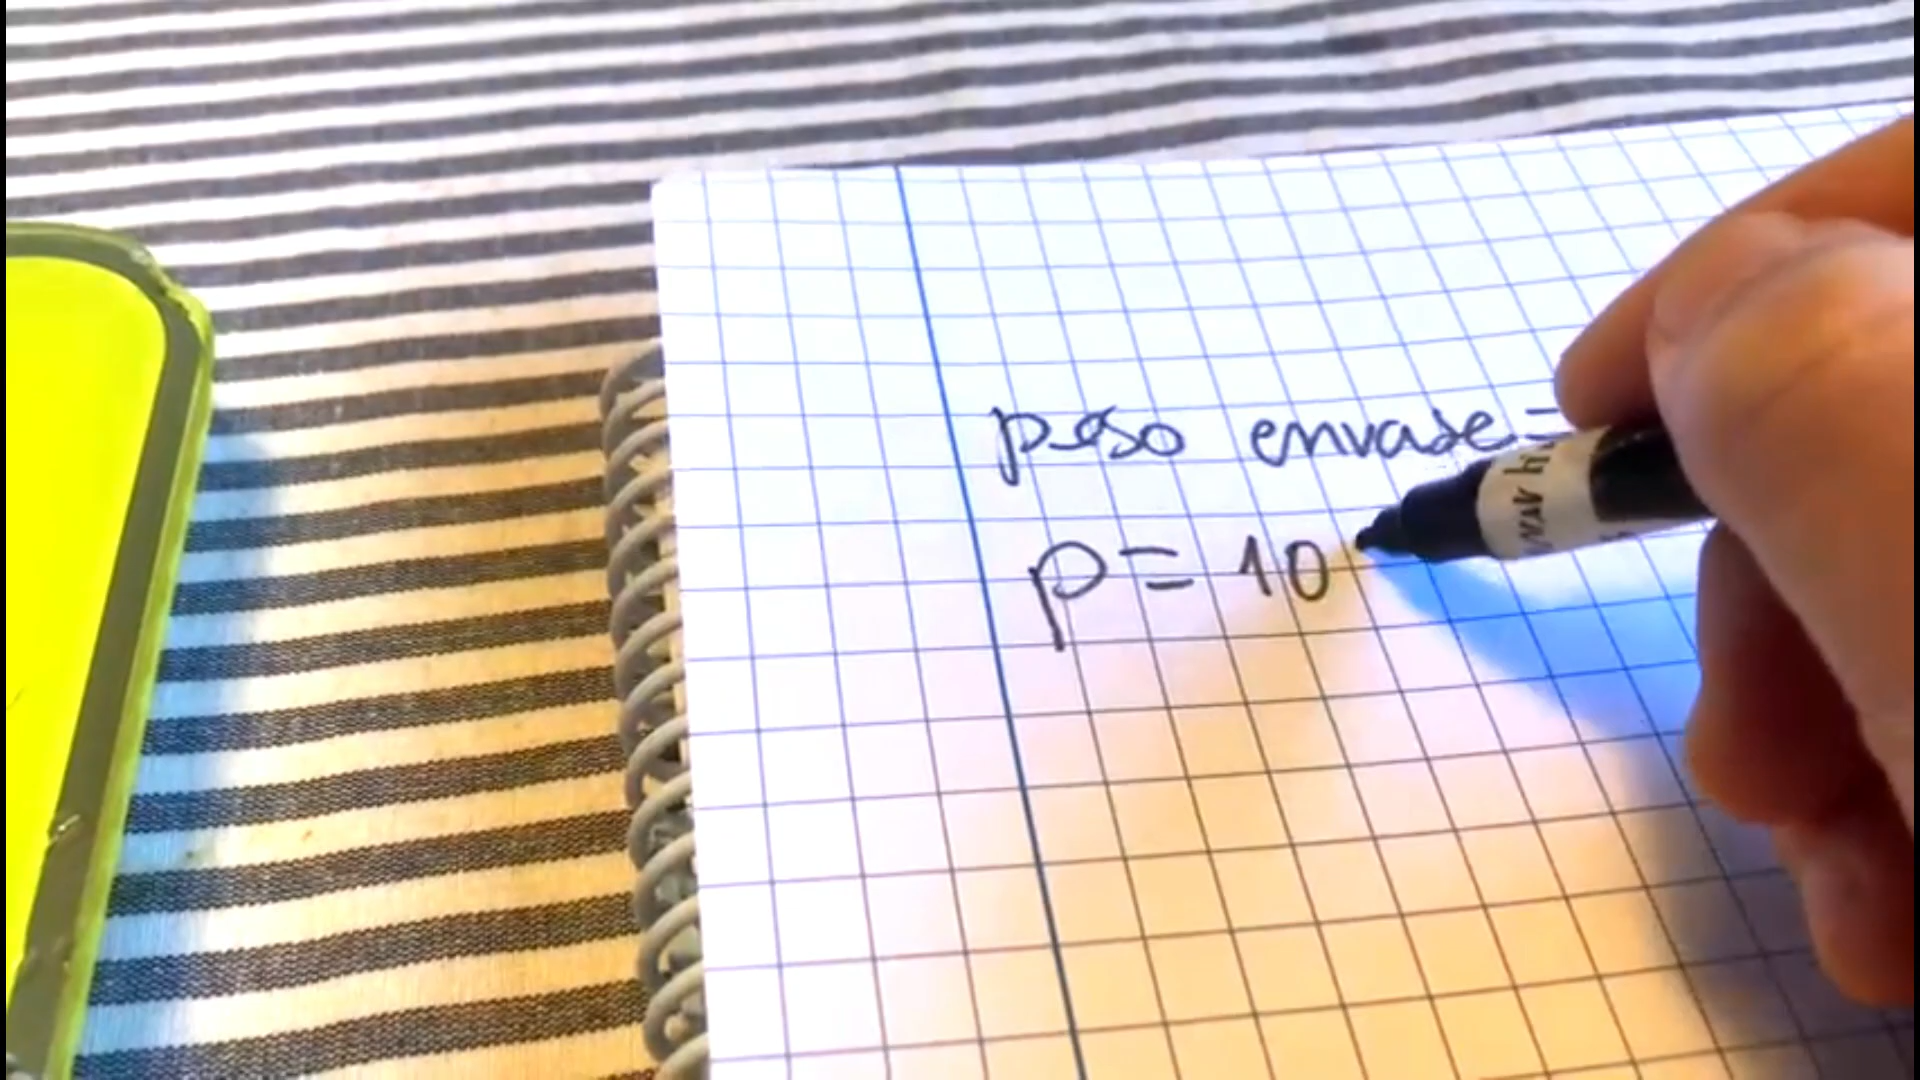 peso envase =
p = 10